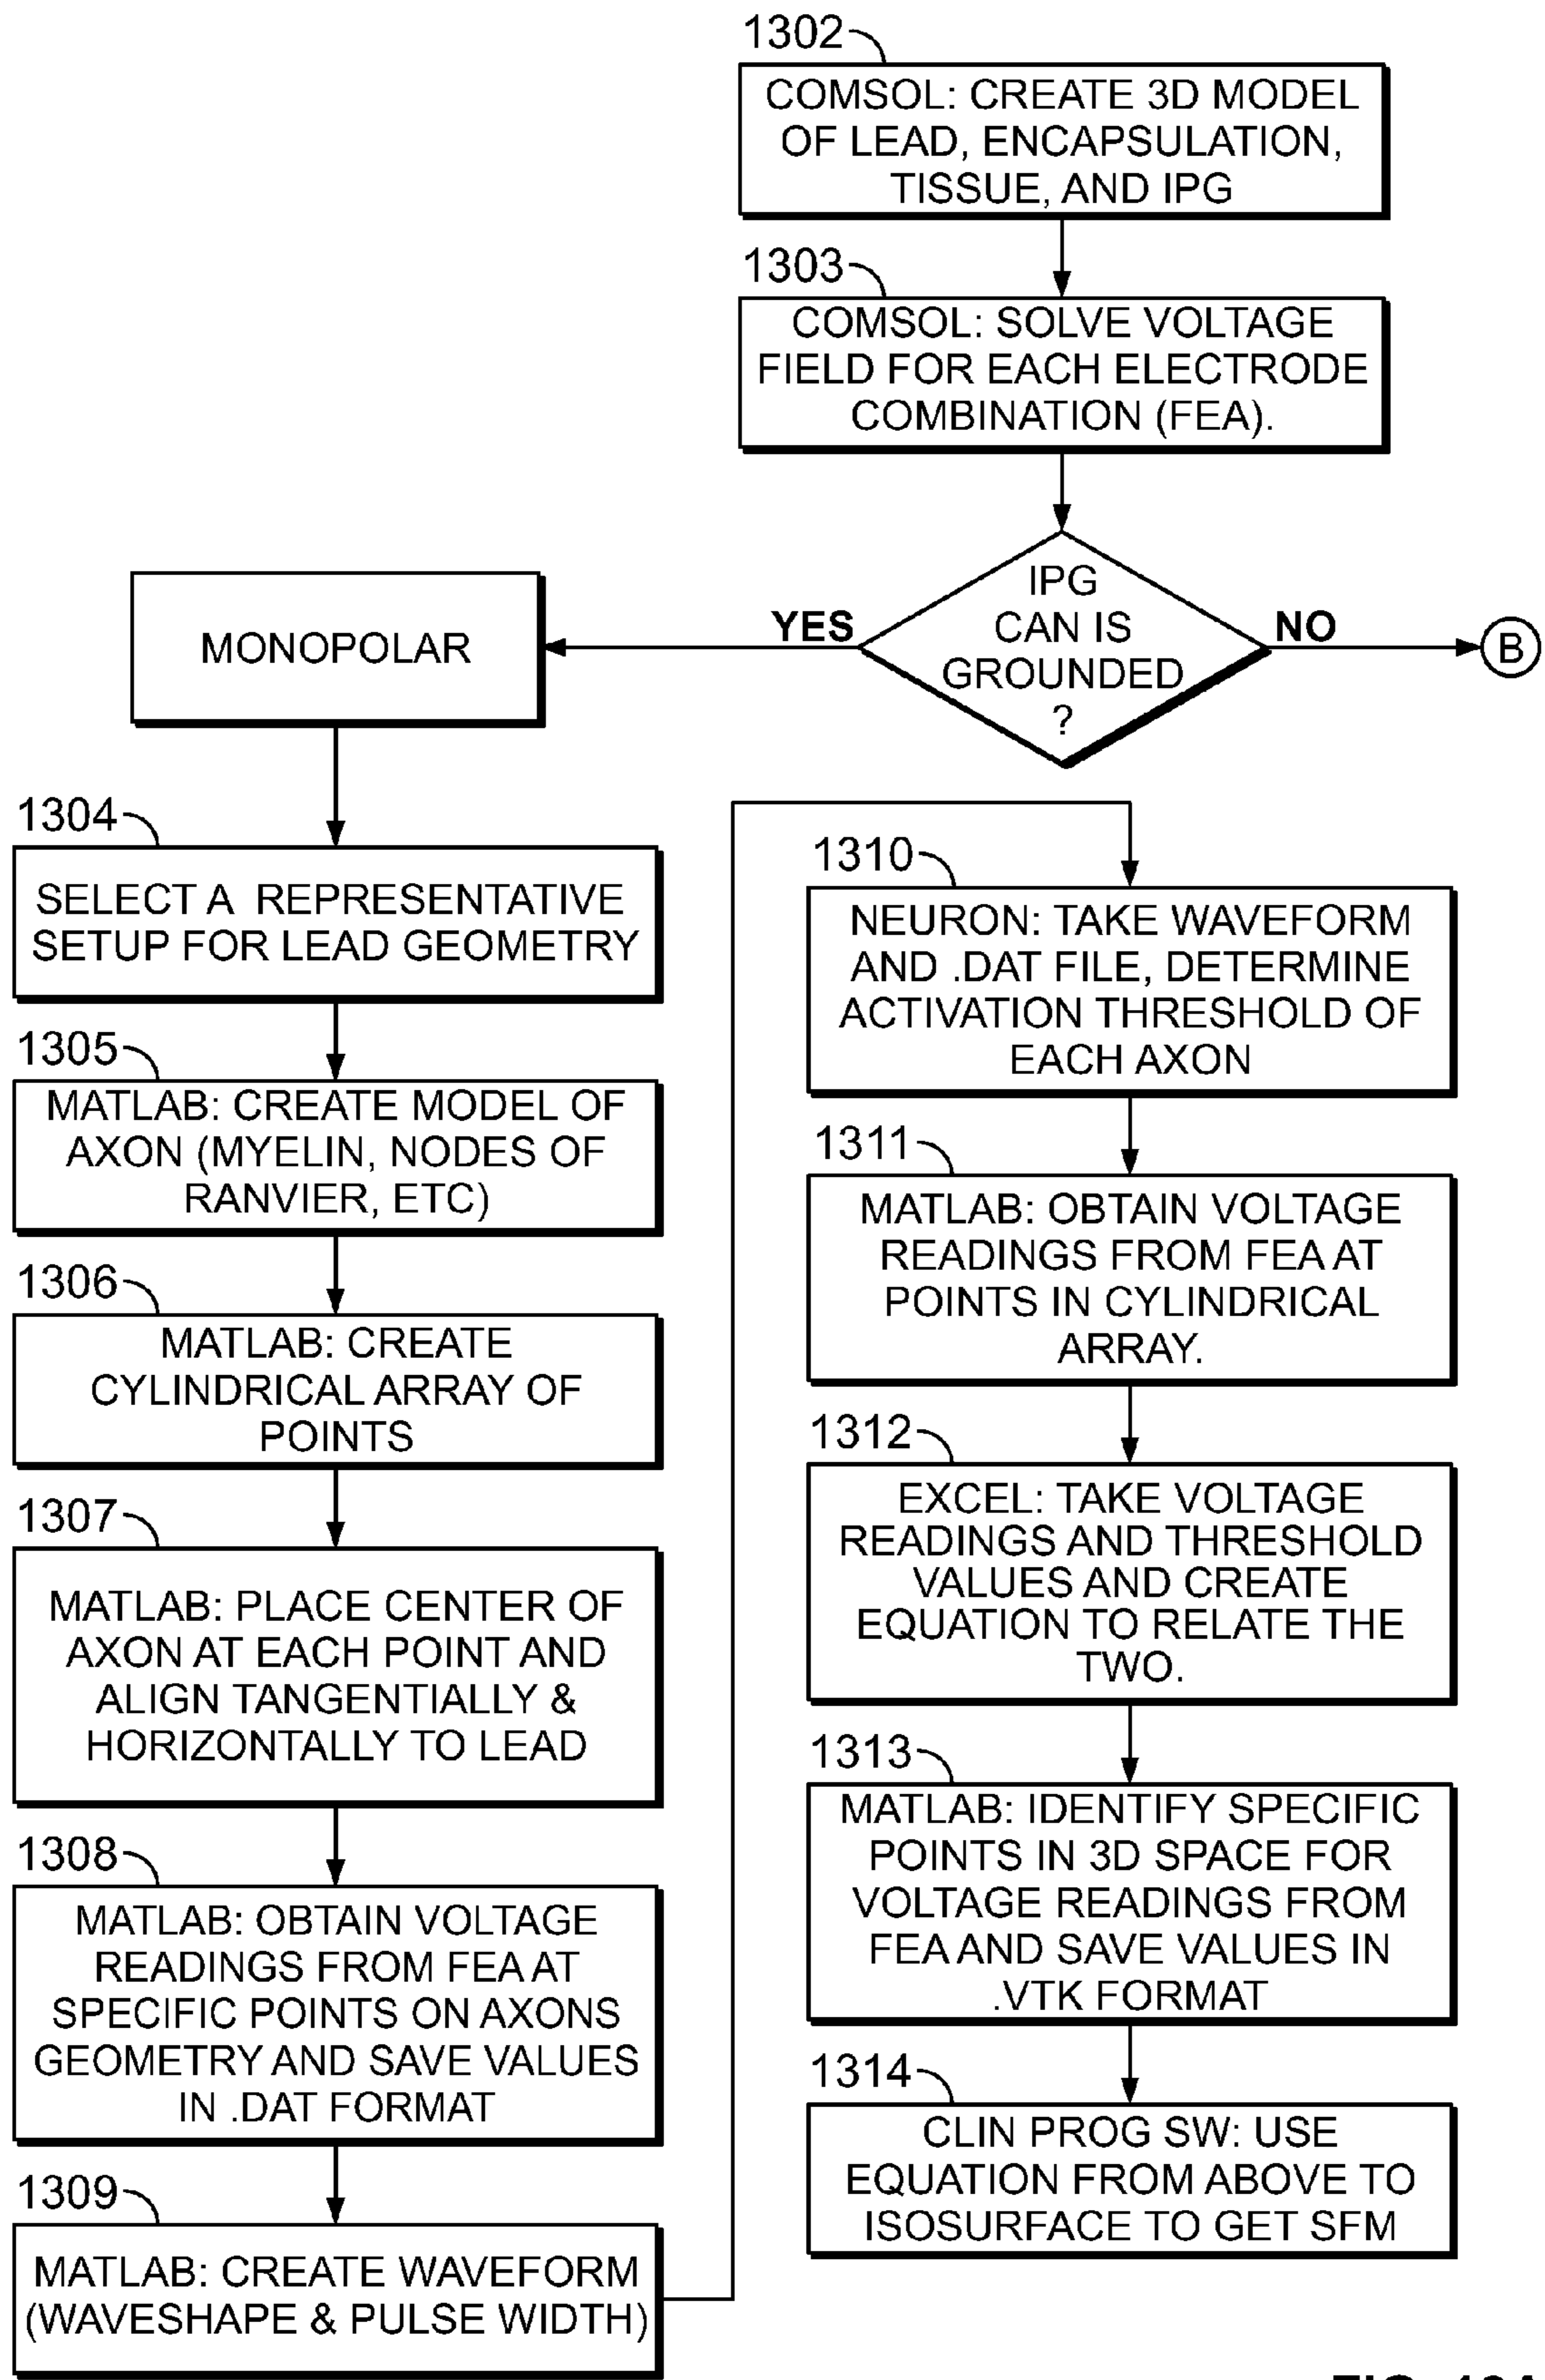 1302
COMSOL: CREATE 3D MODEL
OF LEAD, ENCAPSULATION,
TISSUE, AND IPG
1303
COMSOL: SOLVE VOLTAGE
FIELD FOR EACH ELECTRODE
COMBINATION (FEA).
IPG
CAN IS
GROUNDED
?
YES
NO
B
MONOPOLAR
1304
SELECT A REPRESENTATIVE
SETUP FOR LEAD GEOMETRY
1305
MATLAB: CREATE MODEL OF
AXON (MYELIN, NODES OF
RANVIER, ETC)
1306
MATLAB: CREATE
CYLINDRICAL ARRAY OF
POINTS
1307
MATLAB: PLACE CENTER OF
AXON AT EACH POINT AND
ALIGN TANGENTIALLY &
HORIZONTALLY TO LEAD
1308
MATLAB: OBTAIN VOLTAGE
READINGS FROM FEA AT
SPECIFIC POINTS ON AXONS
GEOMETRY AND SAVE VALUES
IN .DAT FORMAT
1309
MATLAB: CREATE WAVEFORM
(WAVESHAPE & PULSE WIDTH)
1310
NEURON: TAKE WAVEFORM
AND .DAT FILE, DETERMINE
ACTIVATION THRESHOLD OF
EACH AXON
1311
MATLAB: OBTAIN VOLTAGE
READINGS FROM FEA AT
POINTS IN CYLINDRICAL
ARRAY.
1312
EXCEL: TAKE VOLTAGE
READINGS AND THRESHOLD
VALUES AND CREATE
EQUATION TO RELATE THE
TWO.
1313
MATLAB: IDENTIFY SPECIFIC
POINTS IN 3D SPACE FOR
VOLTAGE READINGS FROM
FEA AND SAVE VALUES IN
.VTK FORMAT
1314
CLIN PROG SW: USE
EQUATION FROM ABOVE TO
ISOSURFACE TO GET SFM